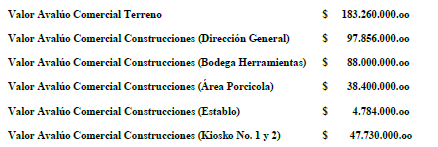 Valor Avalúo Comercial Terreno $ 183.260.000.oo
Valor Avalúo Comercial Construcciones (Dirección General) $ 97.856.000.oo
Valor Avalúo Comercial Construcciones (Bodega Herramientas) $ 88.000.000.oo
Valor Avalúo Comercial Construcciones (Área Porcicola) $ 38.400.000.oo
Valor Avalúo Comercial Construcciones (Establo) $ 4.784.000.oo
Valor Avalúo Comercial Construcciones (Kiosko No. 1 y 2) $ 47.730.000.oo